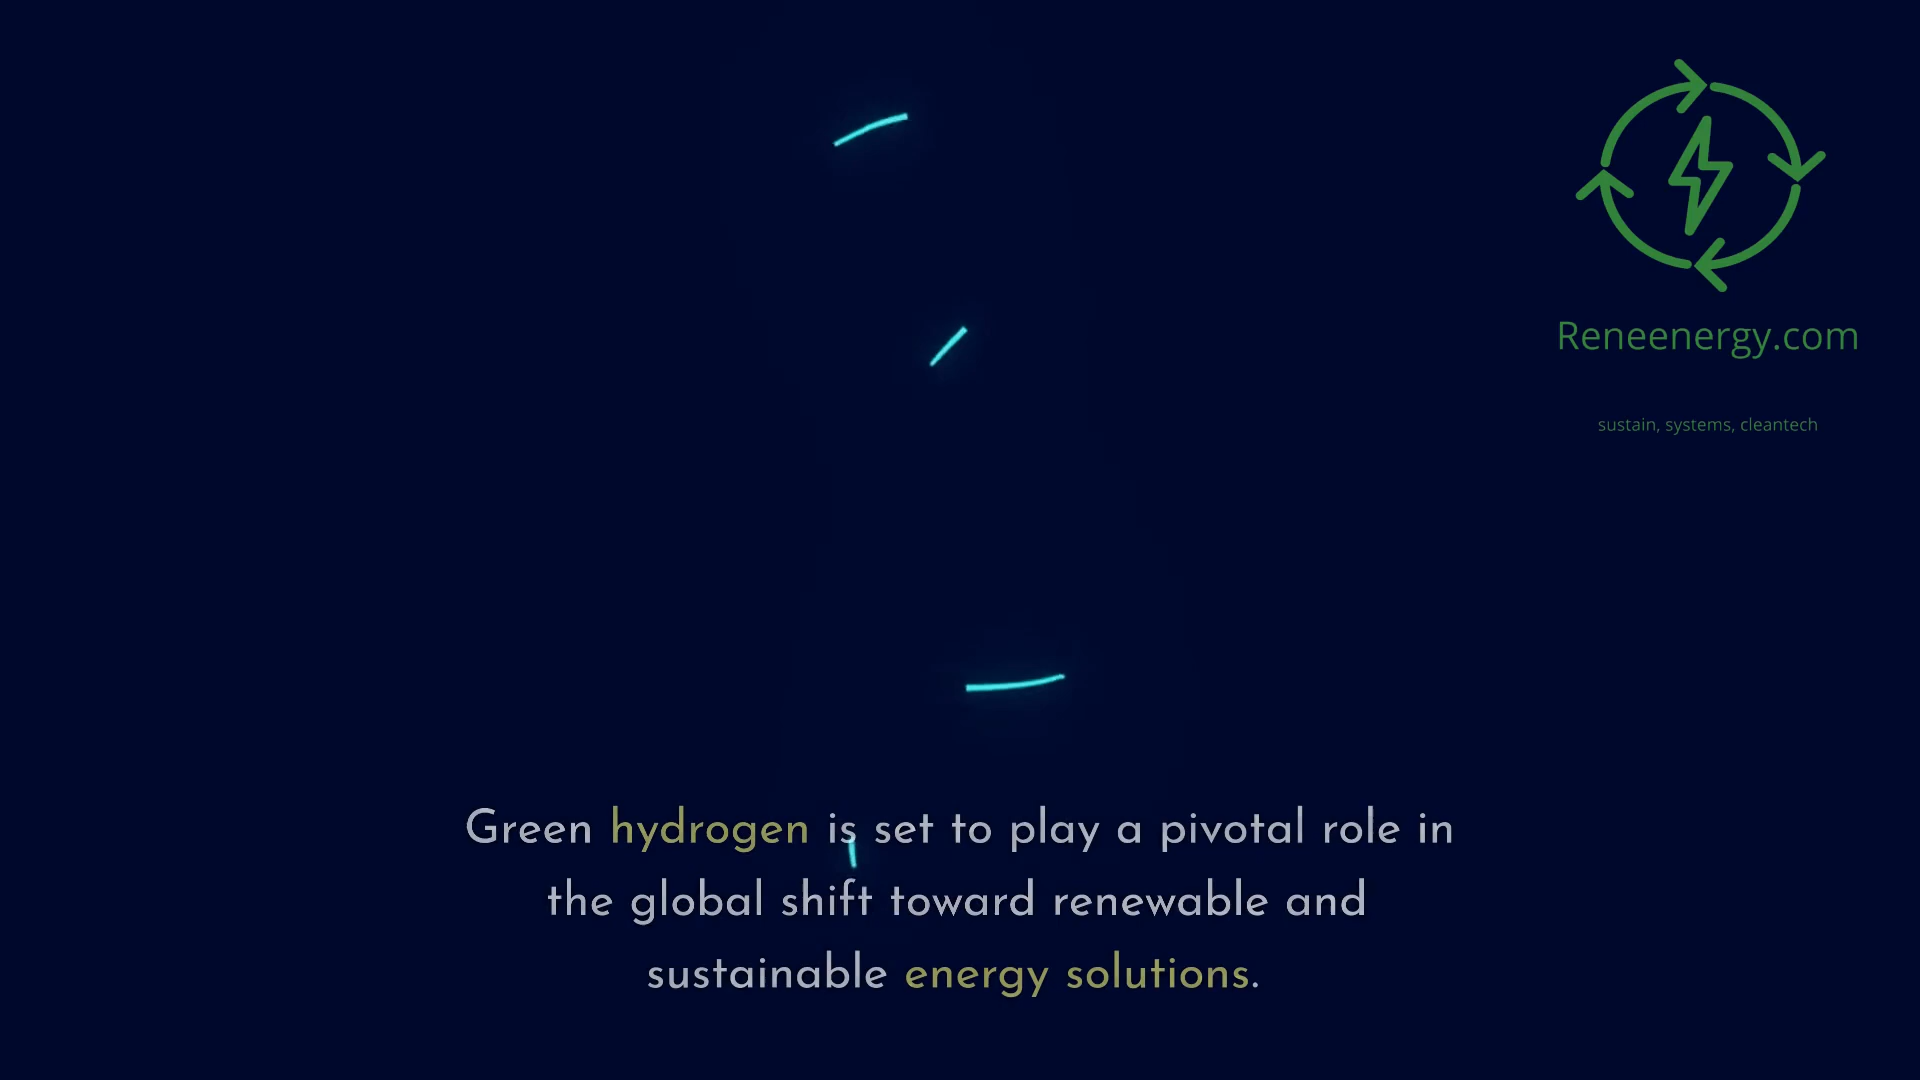 Reneenergy.com
sustain, systems, cleantech
Green hydrogen is set to play a pivotal role in
the global shift toward renewable and
sustainable energy solutions.